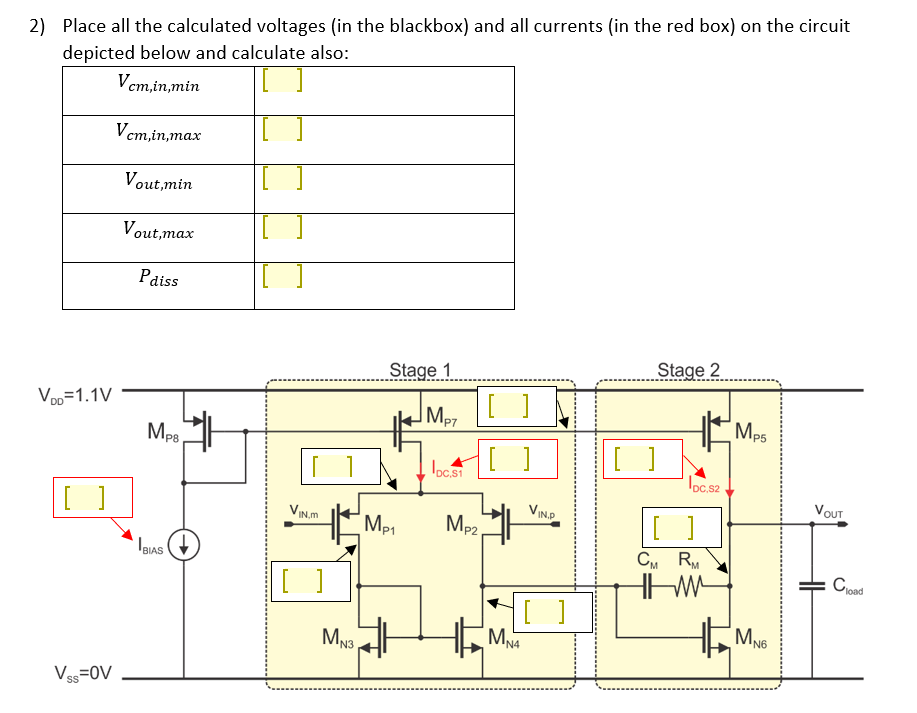 2) Place all the calculated voltages (in the blackbox) and all currents (in the red box) on the circuit
depicted below and calculate also:
Vcm,in,min [ ]
Vcm,in,max [ ]
Vout,min [ ]
Vout,max [ ]
Pdiss [ ]
Stage 1 Stage 2
VDD=1.1V
[ ]
MP8 MP7 MP5
[ ] [ ] [ ]
IDC,S1 IDC,S2
[ ]
VIN,m VIN,p VOUT
MP1 MP2 [ ]
IBIAS
CM RM
[ ] Cload
[ ]
MN3 MN4 MN6
VSS=0V